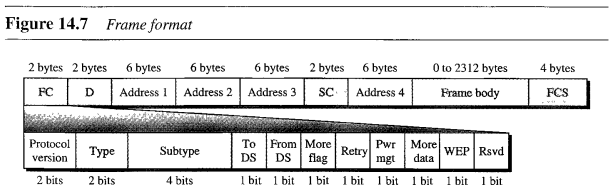 Figure 14.7 Frame format
2 bytes 2 bytes 6 bytes 6 bytes 6 bytes 2 bytes 6 bytes 0 to 2312 bytes 4 bytes
FC D Address 1 Address 2 Address 3 SC Address 4 Frame body FCS
Protocol version Type Subtype To DS From DS More flag Retry Pwr mgt More data WEP Rsvd
2 bits 2 bits 4 bits 1 bit 1 bit 1 bit 1 bit 1 bit 1 bit 1 bit 1 bit